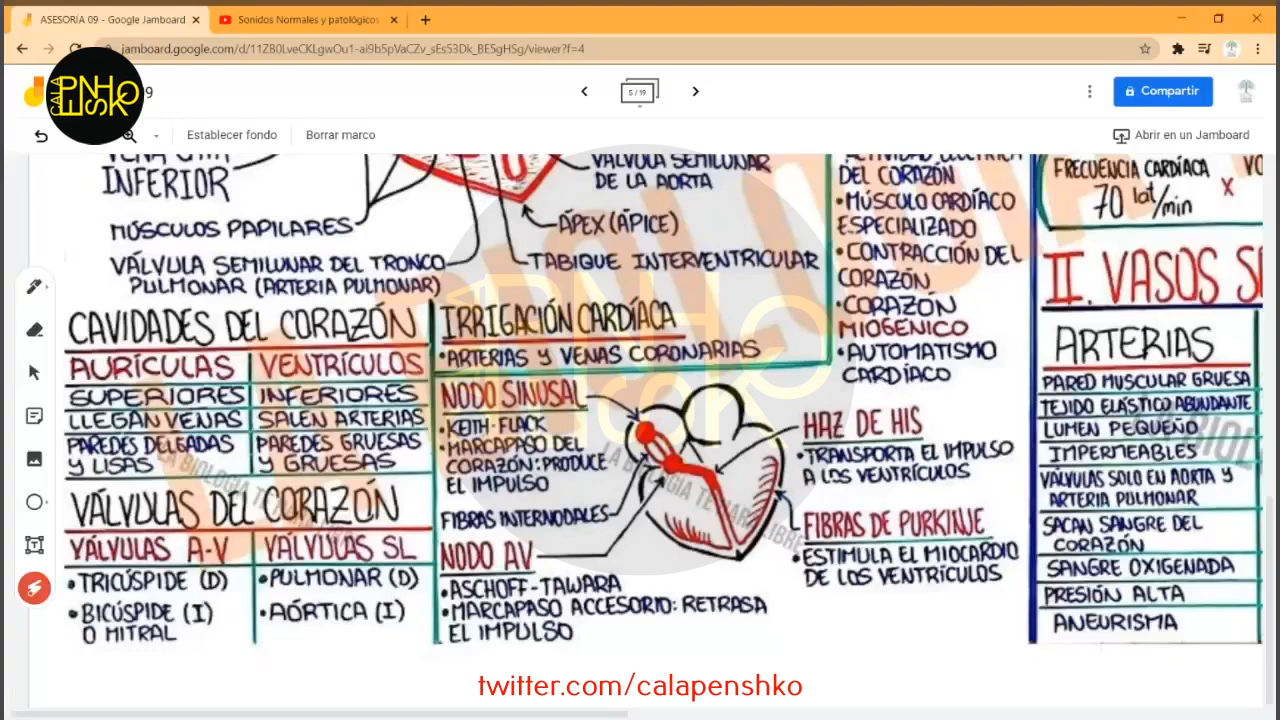 ASESORÍA 09 - Google Jamboard
Sonidos Normales y patológicos
jamboard.google.com/d/11ZB0LveCKLgwOu1-ai9b5pVaCZv_sEsS3Dk_BESgHSg/viewer?f=4
CALA
PENHO
ESK
09
5 / 19
Compartir
Establecer fondo
Borrar marco
Abrir en un Jamboard
INFERIOR
MÚSCULOS PAPILARES
VÁLVULA SEMILUNAR DEL TRONCO
PULMONAR (ARTERIA PULMONAR)
VÁLVULA SEMILUNAR
DE LA AORTA
ÁPEX (ÁPICE)
TABIQUE INTERVENTRICULAR
ACTIVIDAD ELÉCTRICA
DEL CORAZÓN
•MÚSCULO CARDÍACO
ESPECIALIZADO
•CONTRACCIÓN DEL
CORAZÓN
•CORAZÓN
MIOGENICO
•AUTOMATISMO
CARDÍACO
FRECUENCIA CARDÍACA
70 lat/min
x
II. VASOS
CAVIDADES DEL CORAZÓN
AURÍCULAS VENTRÍCULOS
SUPERIORES INFERIORES
LLEGAN VENAS SALEN ARTERIAS
PAREDES DELGADAS PAREDES GRUESAS
Y LISAS Y GRUESAS
VÁLVULAS DEL CORAZÓN
VÁLVULAS A-V VÁLVULAS SL
•TRICÚSPIDE (D) •PULMONAR (D)
•BICÚSPIDE (I) •AÓRTICA (I)
O MITRAL
IRRIGACIÓN CARDÍACA
•ARTERIAS Y VENAS CORONARIAS
NODO SINUSAL
•KEITH-FLACK
•MARCAPASO DEL
CORAZÓN: PRODUCE
EL IMPULSO
FIBRAS INTERNODALES
NODO AV
•ASCHOFF-TAWARA
•MARCAPASO ACCESORIO: RETRASA
EL IMPULSO
HAZ DE HIS
•TRANSPORTA EL IMPULSO
A LOS VENTRÍCULOS
FIBRAS DE PURKINJE
•ESTIMULA EL MIOCARDIO
DE LOS VENTRÍCULOS
ARTERIAS
PARED MUSCULAR GRUESA
TEJIDO ELÁSTICO ABUNDANTE
LUMEN PEQUEÑO
IMPERMEABLES
VÁLVULAS SOLO EN AORTA Y
ARTERIA PULMONAR
SACAN SANGRE DEL
CORAZÓN
SANGRE OXIGENADA
PRESIÓN ALTA
ANEURISMA
twitter.com/calapenshko